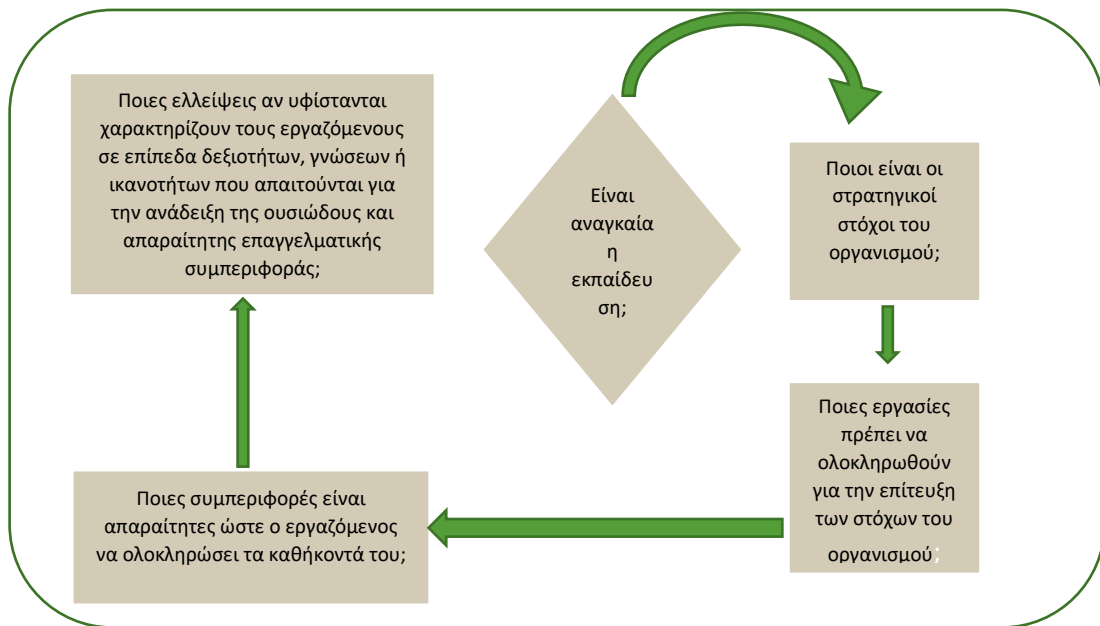 Ποιες ελλείψεις αν υφίστανται
χαρακτηρίζουν τους εργαζόμενους
σε επίπεδα δεξιοτήτων, γνώσεων ή
ικανοτήτων που απαιτούνται για
την ανάδειξη της ουσιώδους και
απαραίτητης επαγγελματικής
συμπεριφοράς;
Είναι
αναγκαία
η
εκπαίδευ
ση;
Ποιοι είναι οι
στρατηγικοί
στόχοι του
οργανισμού;
Ποιες εργασίες
πρέπει να
ολοκληρωθούν
για την επίτευξη
των στόχων του
οργανισμού;
Ποιες συμπεριφορές είναι
απαραίτητες ώστε ο εργαζόμενος
να ολοκληρώσει τα καθήκοντά του;